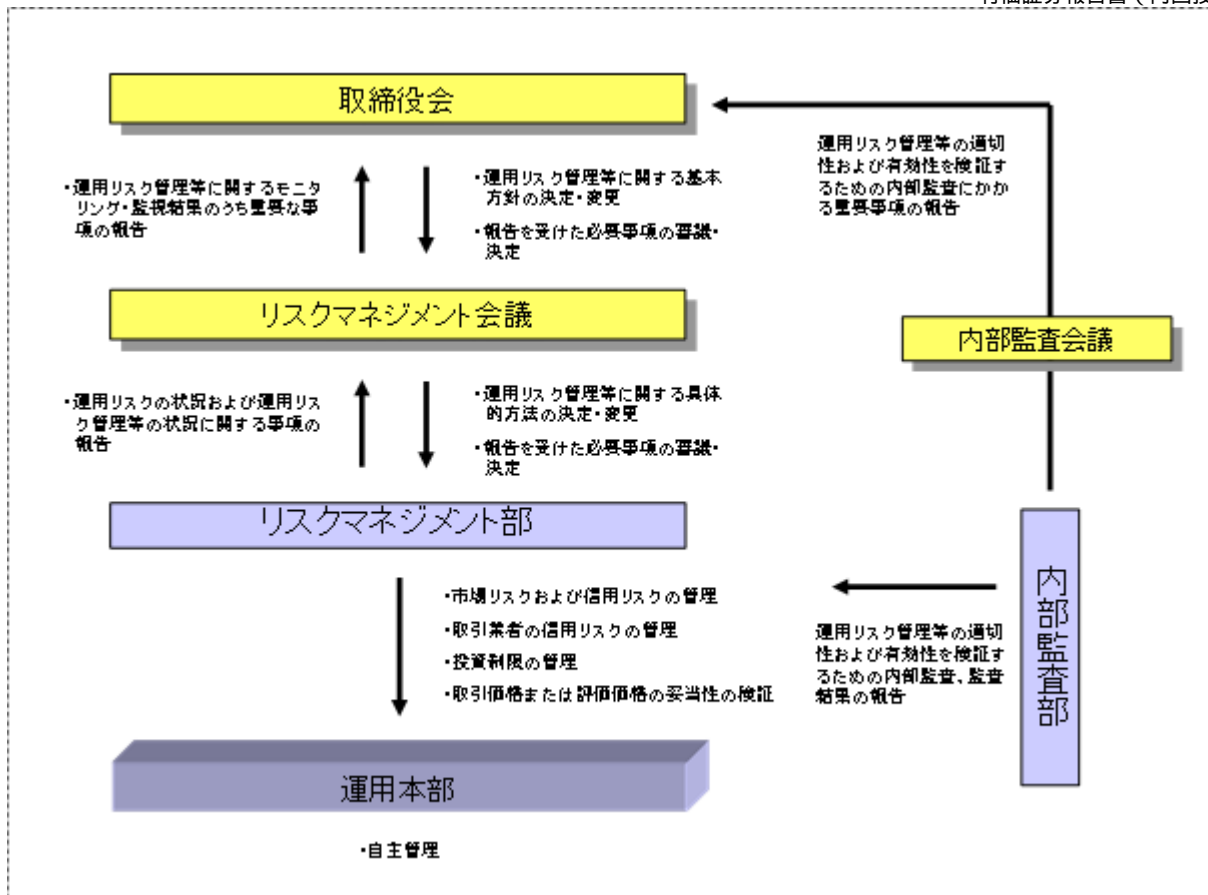 取締役会
・運用リスク管理等に関するモニタ
リング・監視結果のうち重要な事
項の報告
・運用リスク管理等に関する基本
方針の決定・変更
・報告を受けた必要事項の審議・
決定
運用リスク管理等の適切
性および有効性を検証す
るための内部監査にかか
る重要事項の報告
リスクマネジメント会議
内部監査会議
・運用リスクの状況および運用リス
ク管理等の状況に関する事項の
報告
・運用リスク管理等に関する具体
的方法の決定・変更
・報告を受けた必要事項の審議・
決定
リスクマネジメント部
・市場リスクおよび信用リスクの管理
・取引業者の信用リスクの管理
・投資制限の管理
・取引価格または評価価格の妥当性の検証
運用リスク管理等の適切
性および有効性を検証す
るための内部監査、監査
結果の報告
内部監査部
運用本部
・自主管理